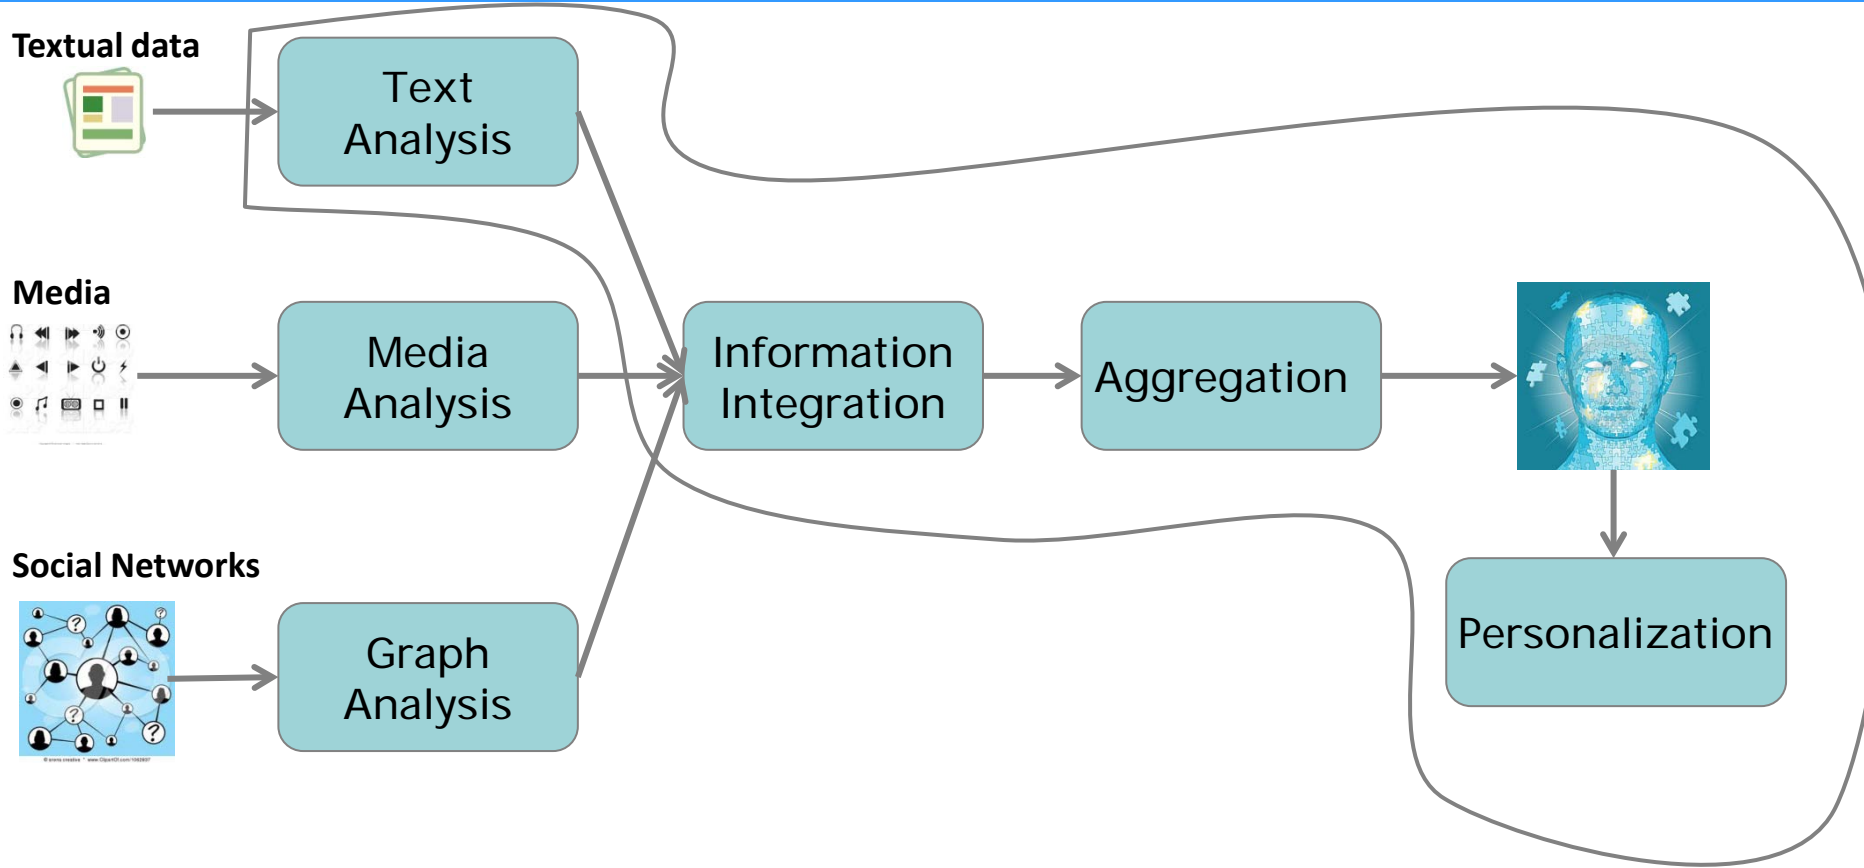 Textual data
Text
Analysis
Media
Media
Analysis
Information
Integration
Aggregation
Social Networks
Graph
Analysis
Personalization